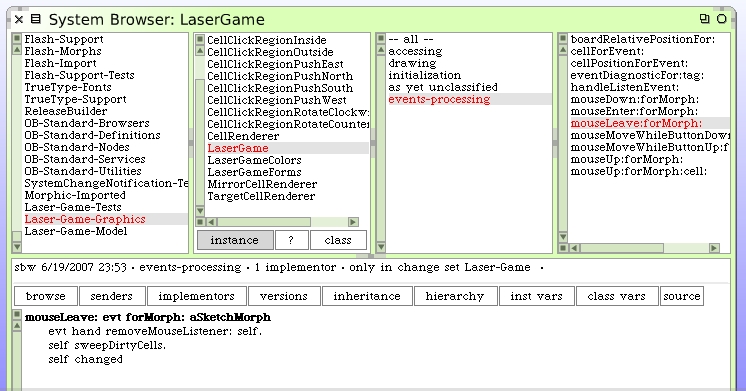 System Browser: LaserGame
Flash-Support
Flash-Morphs
Flash-Import
Flash-Support-Tests
TrueType-Fonts
TrueType-Support
ReleaseBuilder
OB-Standard-Browsers
OB-Standard-Definitions
OB-Standard-Nodes
OB-Standard-Services
OB-Standard-Utilities
SystemChangeNotification-Te
Morphic-Imported
Laser-Game-Tests
Laser-Game-Graphics
Laser-Game-Model
CellClickRegionInside
CellClickRegionOutside
CellClickRegionPushEast
CellClickRegionPushNorth
CellClickRegionPushSouth
CellClickRegionPushWest
CellClickRegionRotateClockw
CellClickRegionRotateCounter
CellRenderer
LaserGame
LaserGameColors
LaserGameForms
MirrorCellRenderer
TargetCellRenderer
instance ? class
-- all --
accessing
drawing
initialization
as yet unclassified
events-processing
boardRelativePositionFor:
cellForEvent:
cellPositionForEvent:
eventDiagnosticFor:tag:
handleListenEvent:
mouseDown:forMorph:
mouseEnter:forMorph:
mouseLeave:forMorph:
mouseMoveWhileButtonDown
mouseMoveWhileButtonUp:f
mouseUp:forMorph:
mouseUp:forMorph:cell:
sbw 6/19/2007 23:53 · events-processing · 1 implementor · only in change set Laser-Game ·
browse senders implementors versions inheritance hierarchy inst vars class vars source
mouseLeave: evt forMorph: aSketchMorph
evt hand removeMouseListener: self.
self sweepDirtyCells.
self changed